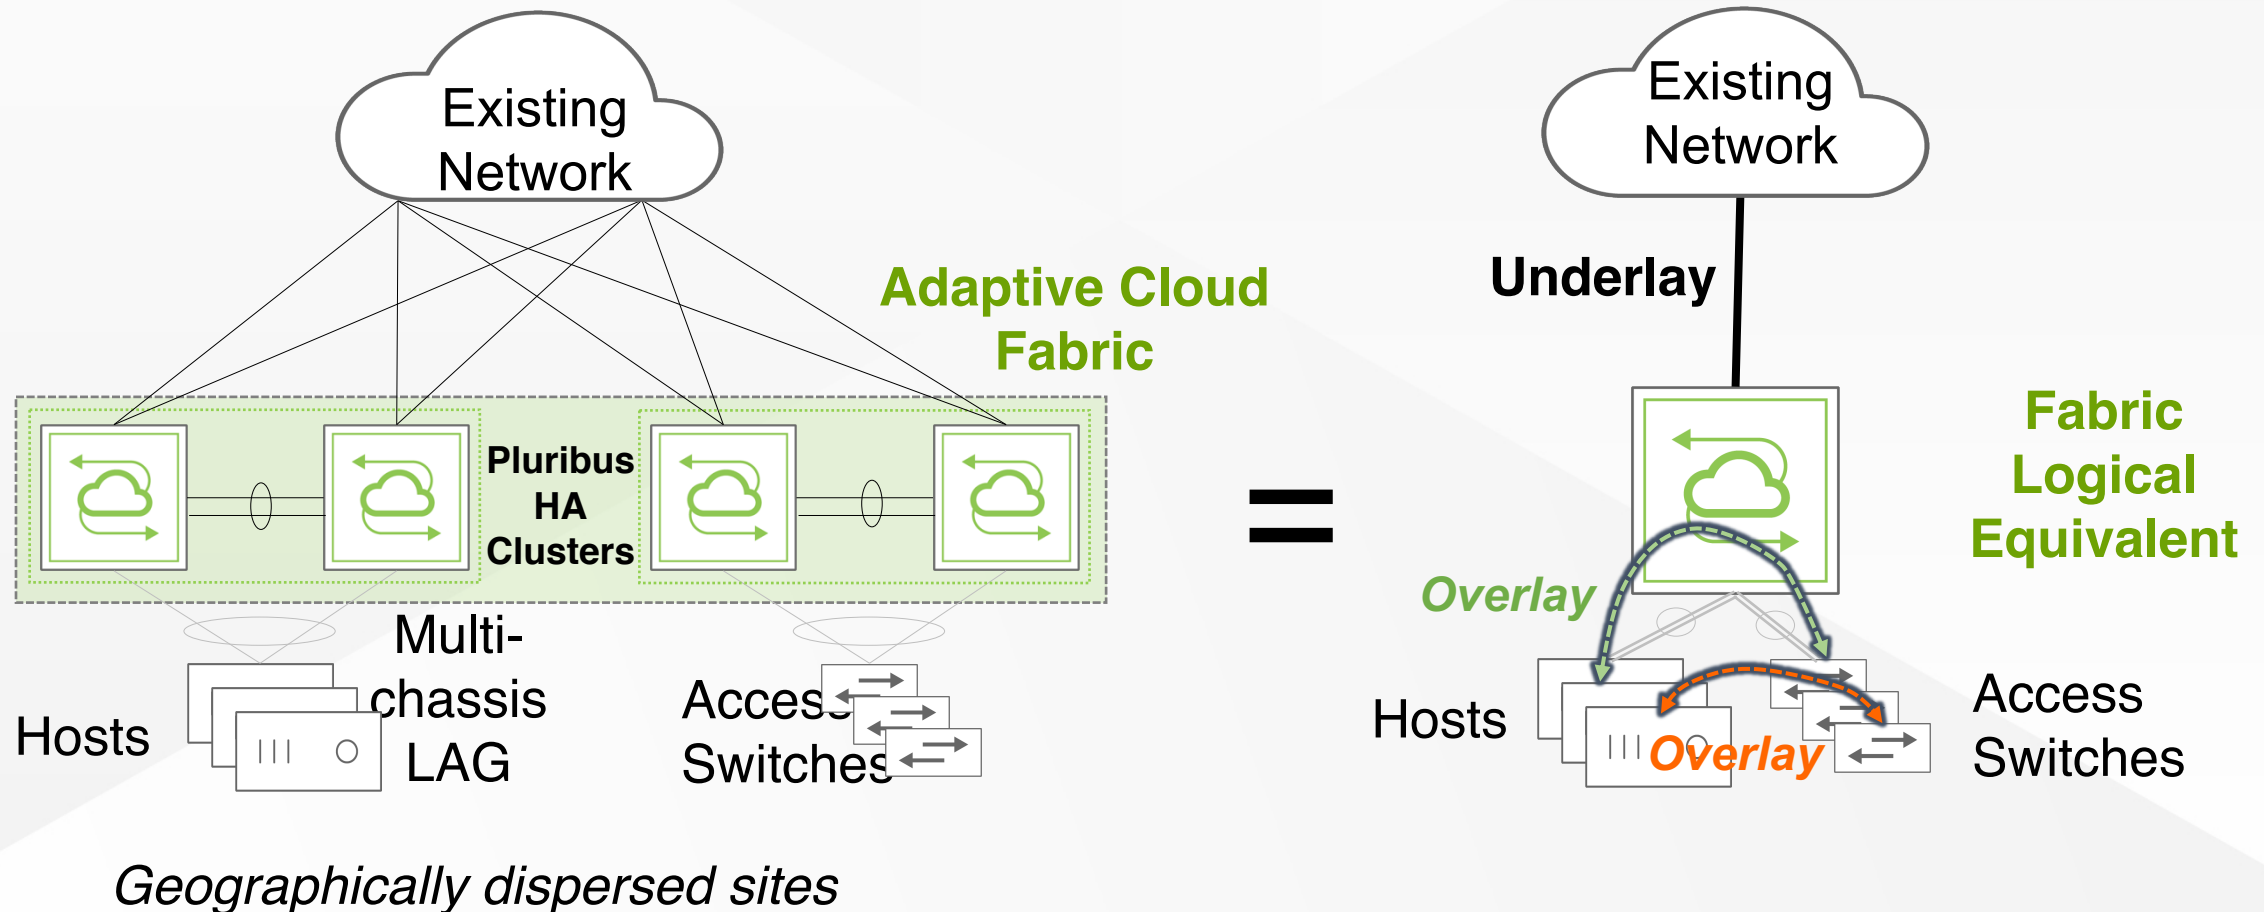 Existing
Network
Adaptive Cloud
Fabric
Pluribus
HA
Clusters
Multi-
chassis
LAG
Hosts
Access
Switches
Geographically dispersed sites
=
Existing
Network
Underlay
Fabric
Logical
Equivalent
Overlay
Hosts
Overlay
Access
Switches